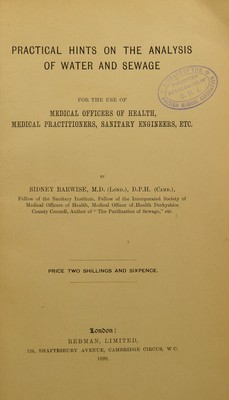 PRACTICAL HINTS ON THE ANALYSIS
OF WATER AND SEWAGE
FOR THE USE OF
MEDICAL OFFICERS OF HEALTH,
MEDICAL PRACTITIONERS, SANITARY ENGINEERS, ETC.
BY
SIDNEY BARWISE, M.D. (LOND.), D.P.H. (CAMB.),
Fellow of the Sanitary Institute, Fellow of the Incorporated Society of
Medical Officers of Health, Medical Officer of Health Derbyshire
County Council, Author of "The Purification of Sewage," etc.
PRICE TWO SHILLINGS AND SIXPENCE.
London:
REBMAN, LIMITED,
129, SHAFTESBURY AVENUE, CAMBRIDGE CIRCUS, W.C.
1899.